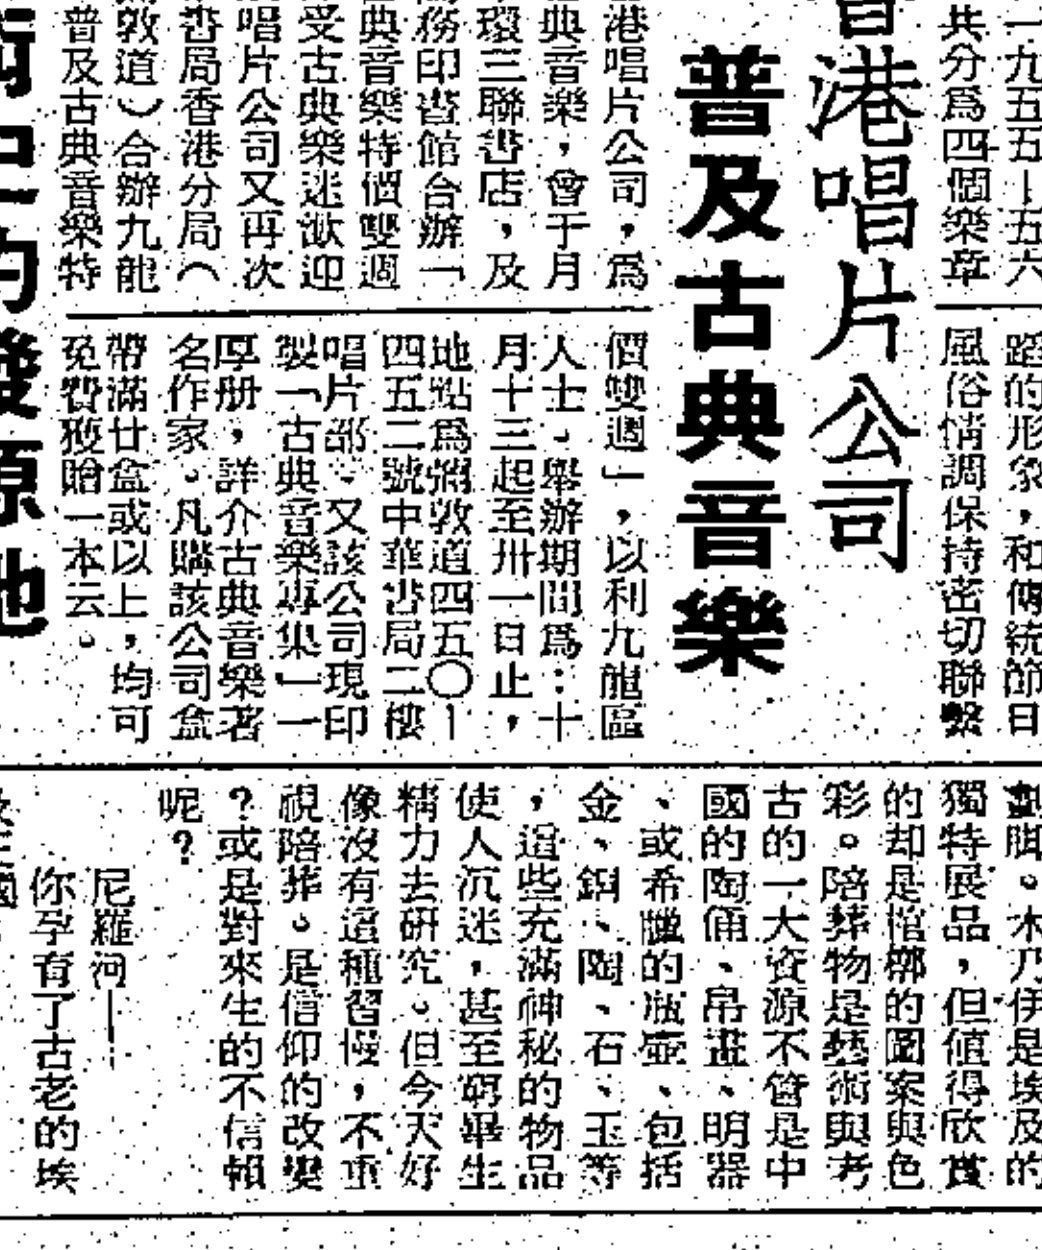 一九五五—五六
共分為四個樂章
蹈的形象，和傳統節日
風俗情調保持密切聯繫
香港唱片公司
普及古典音樂
港唱片公司，為
典音樂，曾于月
環三聯書店，及
務印書館合辦「
典音樂特價雙週
受古典樂迷歡迎
唱片公司又再次
書局香港分局（
敦道）合辦九龍
普及古典音樂特
價雙週」，以利九龍區
人士。舉辦期間為：十
月十三起至卅一日止，
地點為彌敦道四五〇—
四五二號中華書局二樓
唱片部。又該公司現印
製「古典音樂專集」一
厚册，詳介古典音樂著
名作家。凡購該公司盒
帶滿廿盒或以上，均可
免費獲贈一本云。
的發源地
脚。木乃伊是埃及的
獨特展品，但值得欣賞
的却是棺槨的圖案與色
彩。陪葬物是藝術與考
古的一大資源不管是中
國的陶俑、帛畫、明器
、或希臘的瓶壺、包括
金、銅、陶、石、玉等
，這些充滿神秘的物品
使人沉迷，甚至窮畢生
精力去研究。但今天好
像沒有這種習慢，不重
視陪葬。是信仰的改變
？或是對來生的不信賴
呢？
尼羅河——
你孕育了古老的埃